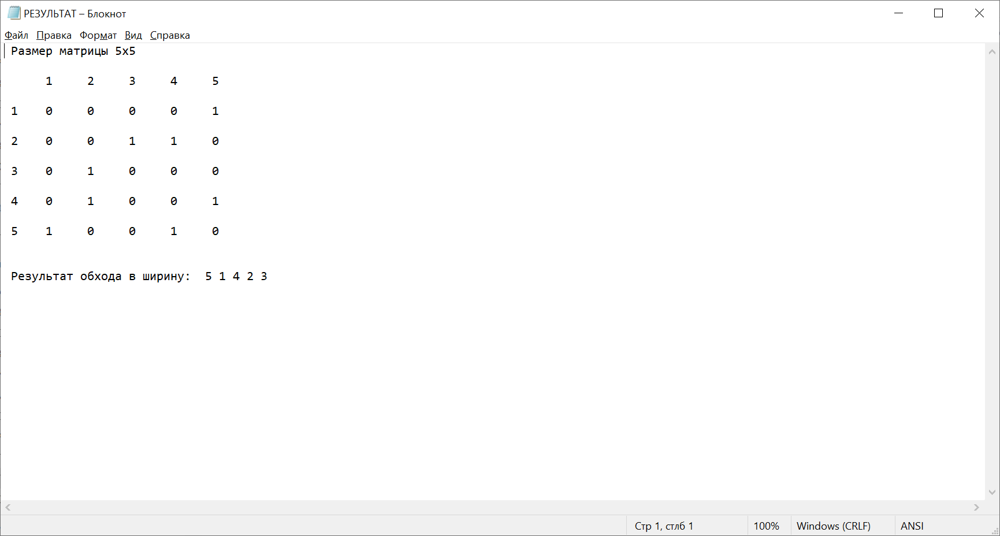 РЕЗУЛЬТАТ – Блокнот
Файл Правка Формат Вид Справка
Размер матрицы 5x5
1 2 3 4 5
1 0 0 0 0 1
2 0 0 1 1 0
3 0 1 0 0 0
4 0 1 0 0 1
5 1 0 0 1 0
Результат обхода в ширину: 5 1 4 2 3
Стр 1, стлб 1 100% Windows (CRLF) ANSI